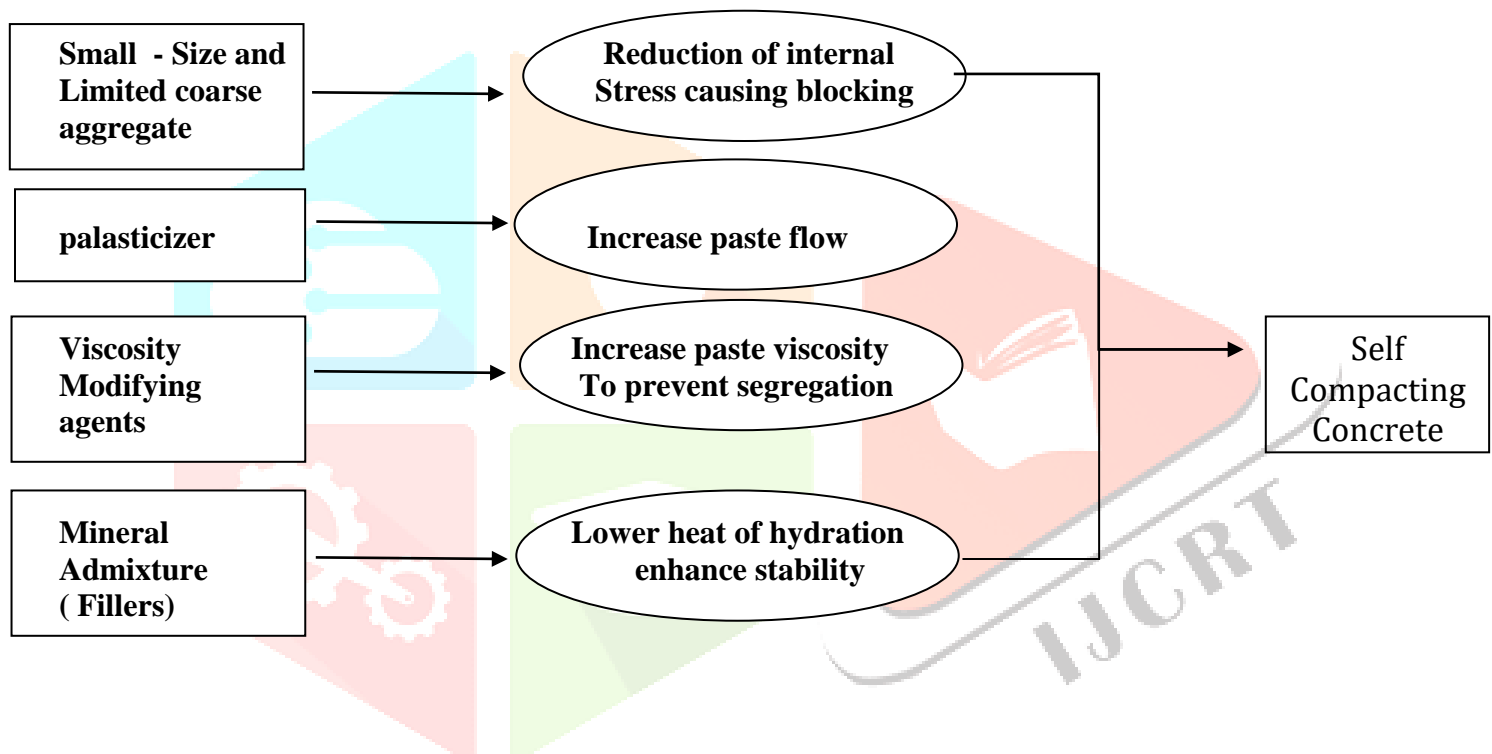 Small - Size and
Limited coarse
aggregate
Reduction of internal
Stress causing blocking
palasticizer
Increase paste flow
Viscosity
Modifying
agents
Increase paste viscosity
To prevent segregation
Mineral
Admixture
( Fillers)
Lower heat of hydration
enhance stability
Self
Compacting
Concrete
IJCRT